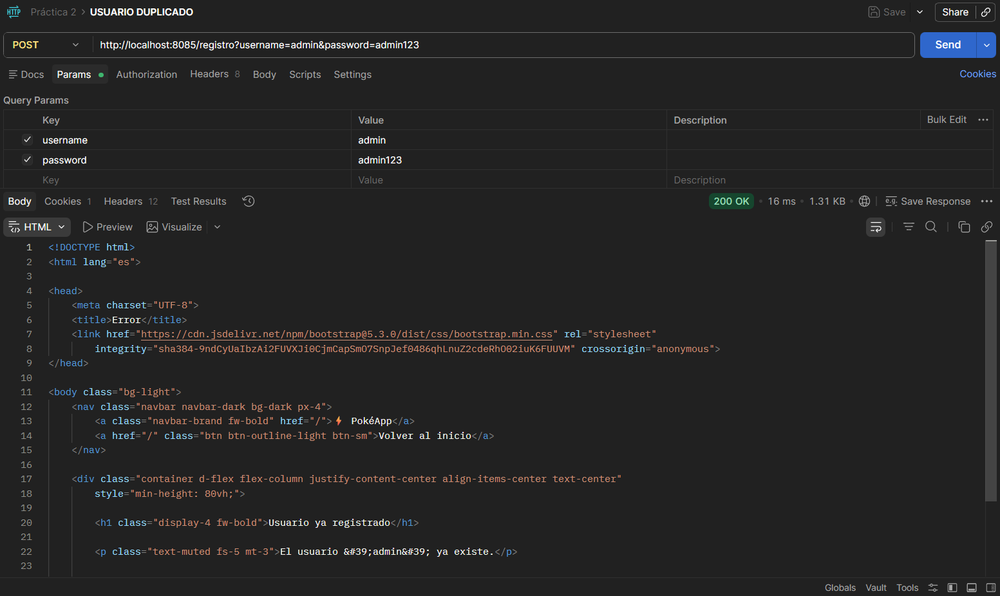 HTTP Práctica 2 > USUARIO DUPLICADO Save Share
POST http://localhost:8085/registro?username=admin&password=admin123 Send
Docs Params Authorization Headers 8 Body Scripts Settings Cookies
Query Params
Key Value Description Bulk Edit
username admin
password admin123
Key Value Description
Body Cookies 1 Headers 12 Test Results 200 OK 16 ms 1.31 KB e.g. Save Response
HTML Preview Visualize
1 <!DOCTYPE html>
2 <html lang="es">
3
4 <head>
5 <meta charset="UTF-8">
6 <title>Error</title>
7 <link href="https://cdn.jsdelivr.net/npm/bootstrap@5.3.0/dist/css/bootstrap.min.css" rel="stylesheet"
8 integrity="sha384-9ndCyUaIbzAi2FUVXJi0CjmCapSmO7SnpJef0486qhLnuZ2cdeRhO02iuK6FUUVM" crossorigin="anonymous">
9 </head>
10
11 <body class="bg-light">
12 <nav class="navbar navbar-dark bg-dark px-4">
13 <a class="navbar-brand fw-bold" href="/">⚡ PokéApp</a>
14 <a href="/" class="btn btn-outline-light btn-sm">Volver al inicio</a>
15 </nav>
16
17 <div class="container d-flex flex-column justify-content-center align-items-center text-center"
18 style="min-height: 80vh;">
19
20 <h1 class="display-4 fw-bold">Usuario ya registrado</h1>
21
22 <p class="text-muted fs-5 mt-3">El usuario &#39;admin&#39; ya existe.</p>
23
Globals Vault Tools